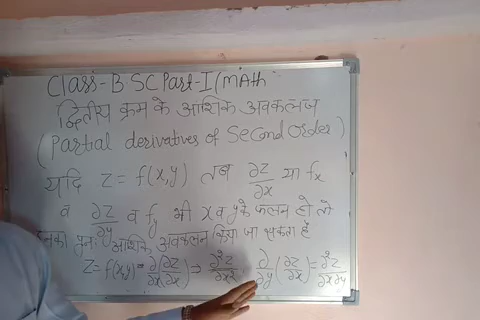 Class-B.SC Part-I (MATH
द्वितीय क्रम के आंशिक अवकलज
(Partial derivatives of Second Order)
यदि Z = f(x,y) तब ∂z/∂x या fx
व ∂z/∂y व fy भी x व y के फलन हो तो
इनका पुनः आंशिक अवकलन किया जा सकता है
Z = f(x,y) = ∂/∂x (∂z/∂x) ⇒ ∂²z/∂x² ∂/∂y (∂z/∂x) = ∂²z/∂x∂y